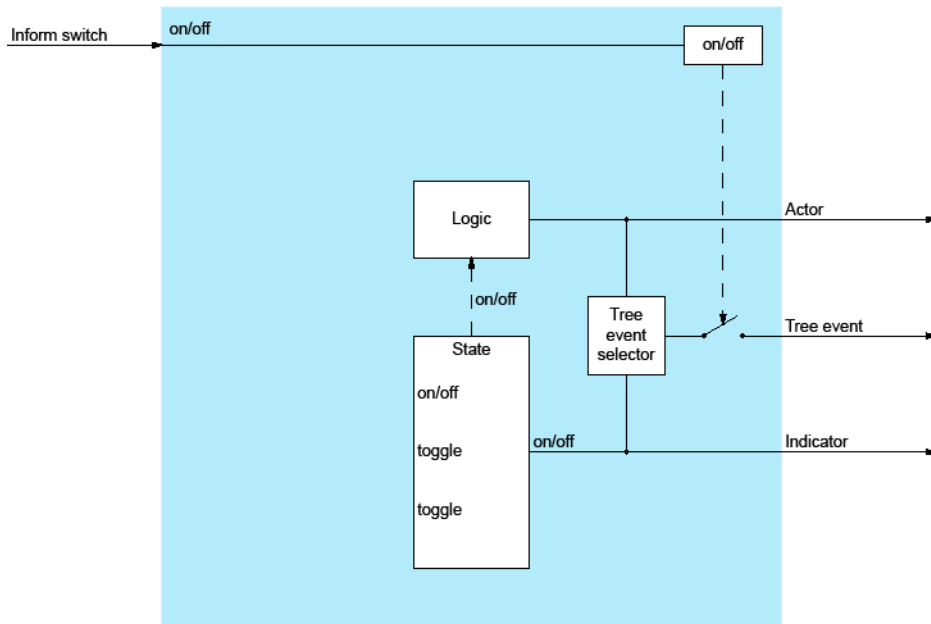 Inform switch
on/off
on/off
Logic
Actor
on/off
Tree
event
selector
Tree event
State
on/off
toggle
on/off
Indicator
toggle